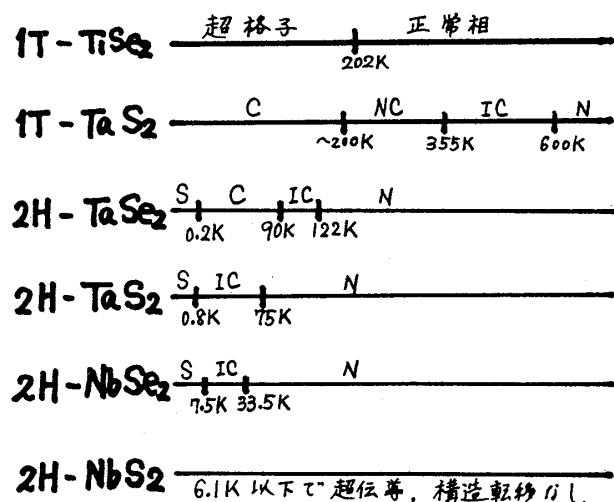 超格子 正常相
1T-TiSe₂
202K
C NC IC N
1T-TaS₂
~200K 355K 600K
S C IC N
2H-TaSe₂
0.2K 90K 122K
S IC N
2H-TaS₂
0.8K 75K
S IC N
2H-NbSe₂
7.5K 33.5K
2H-NbS₂
6.1K以下で超伝導, 構造転移なし